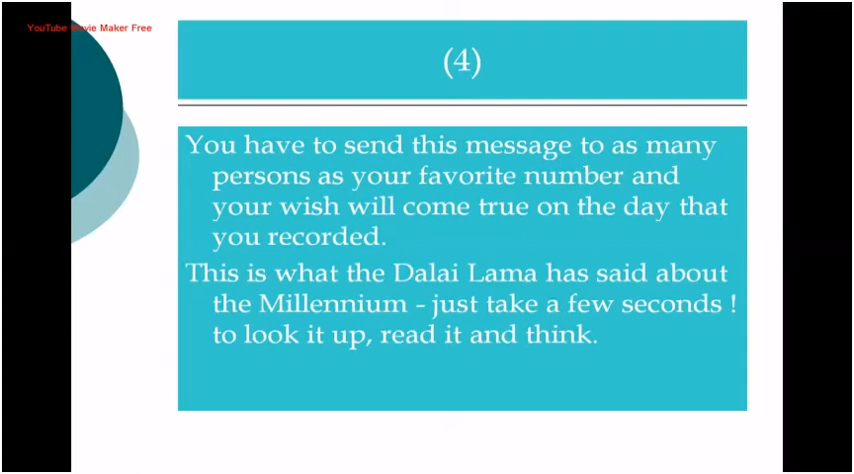 YouTube Movie Maker Free
(4)
You have to send this message to as many
persons as your favorite number and
your wish will come true on the day that
you recorded.
This is what the Dalai Lama has said about
the Millennium - just take a few seconds !
to look it up, read it and think.